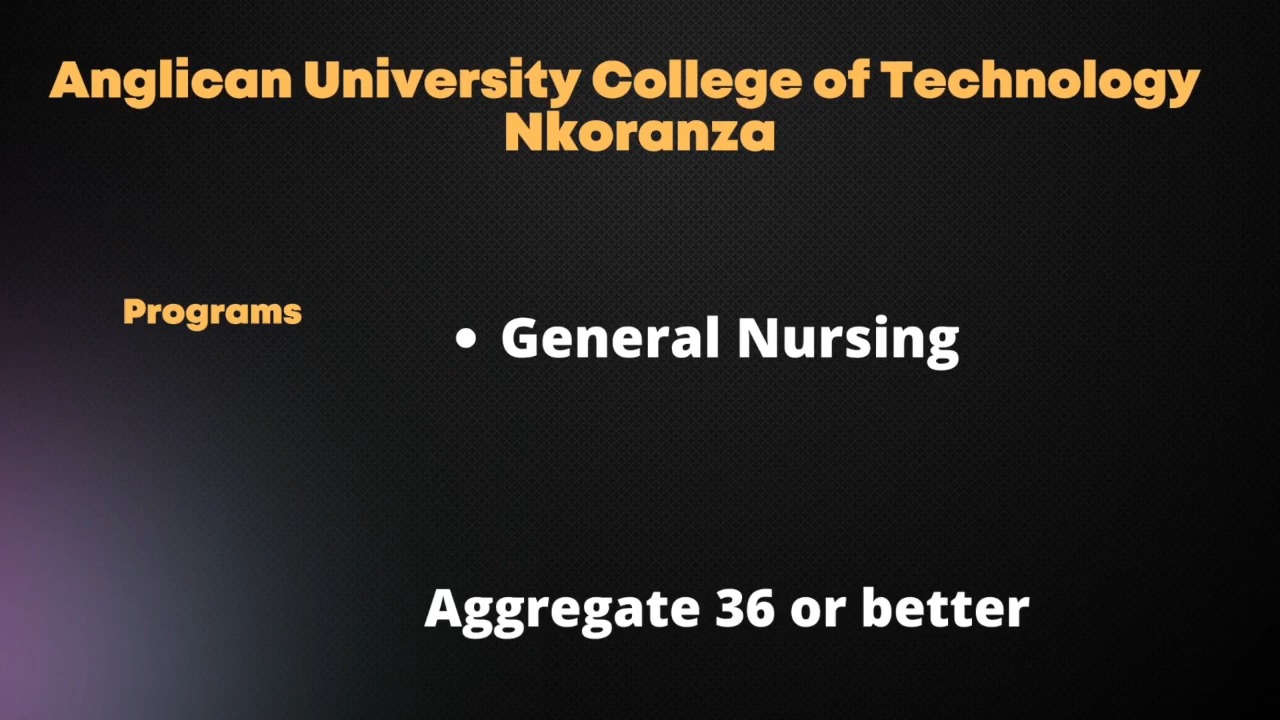 Anglican University College of Technology
Nkoranza
Programs
• General Nursing
Aggregate 36 or better